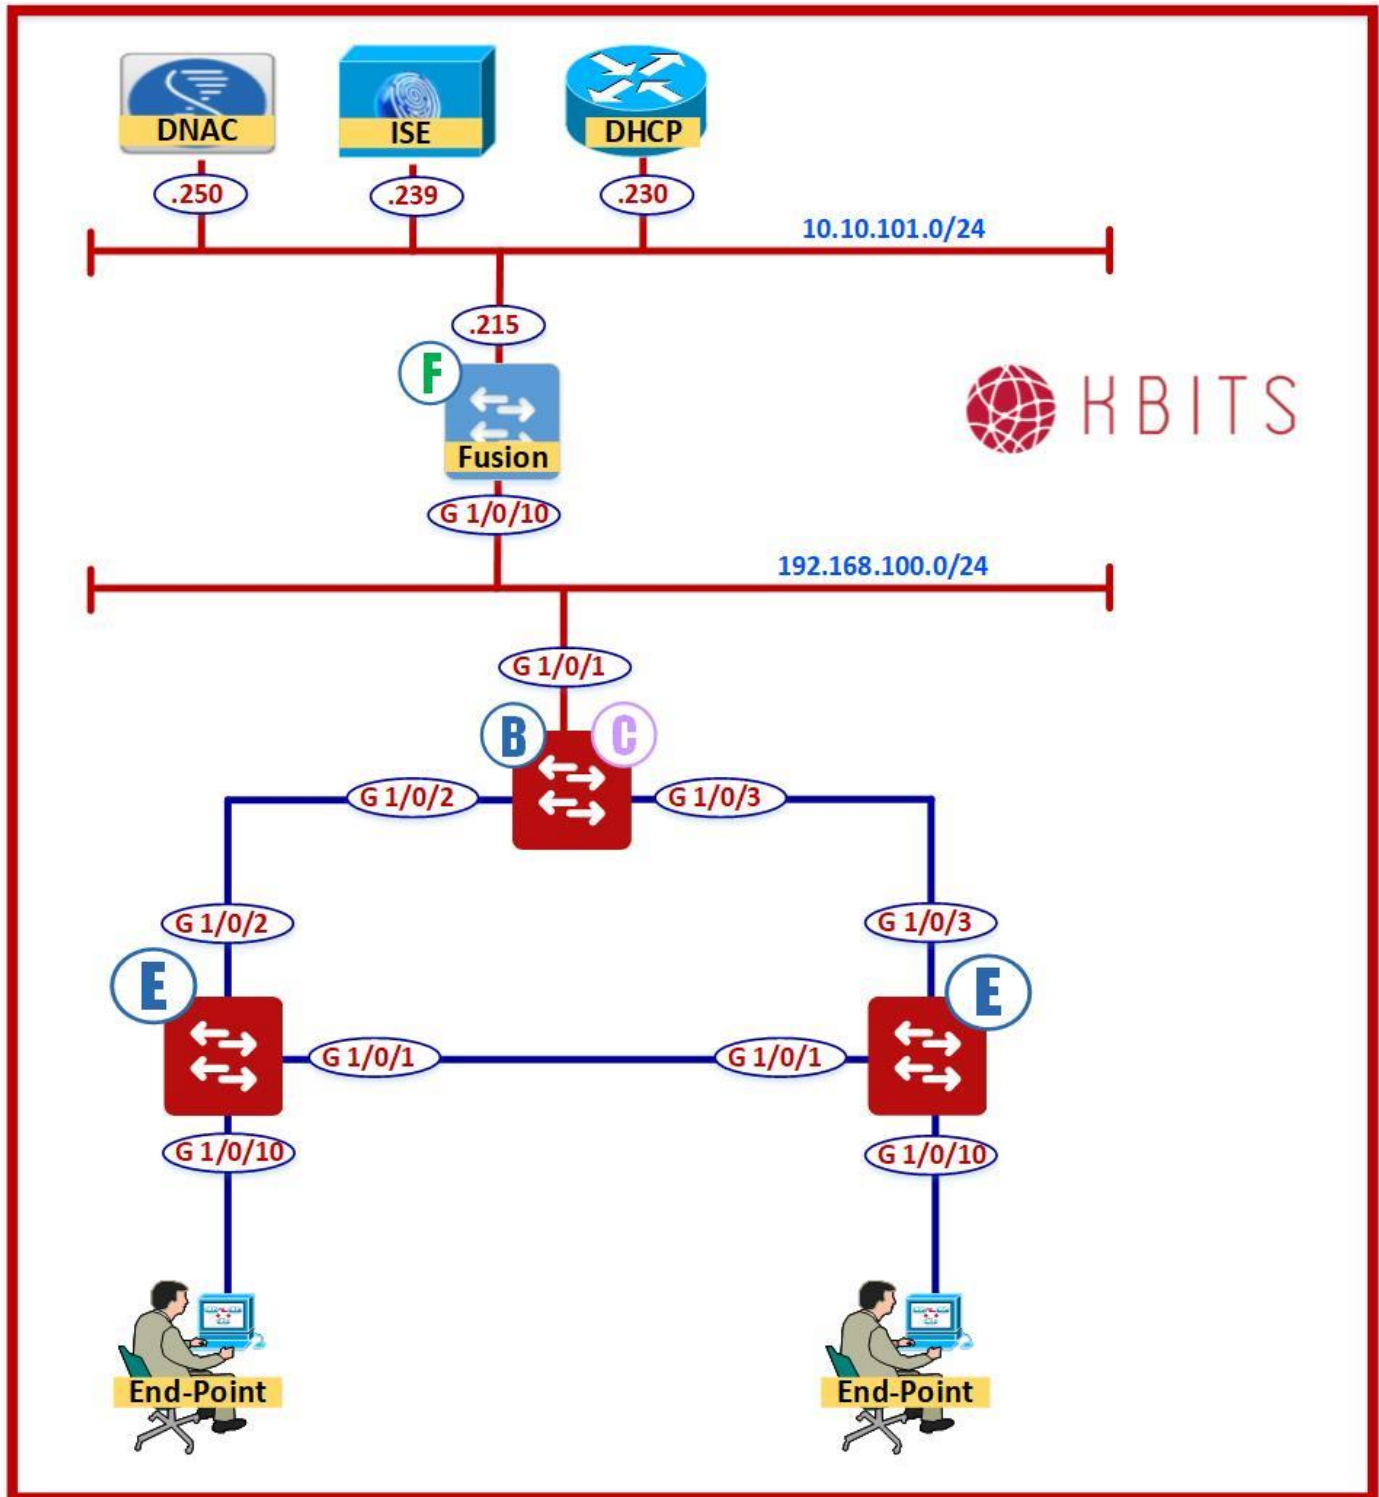 DNAC
ISE
DHCP
.250
.239
.230
10.10.101.0/24
.215
F
Fusion
KBITS
G 1/0/10
192.168.100.0/24
G 1/0/1
B
C
G 1/0/2
G 1/0/3
G 1/0/2
G 1/0/3
E
E
G 1/0/1
G 1/0/1
G 1/0/10
G 1/0/10
End-Point
End-Point